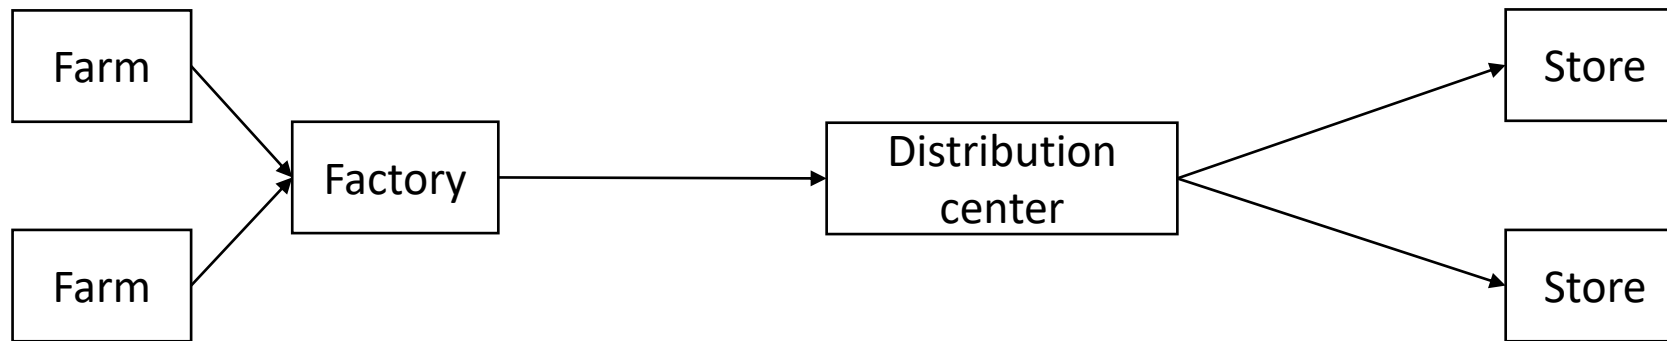 Farm
Farm
Factory
Distribution
center
Store
Store